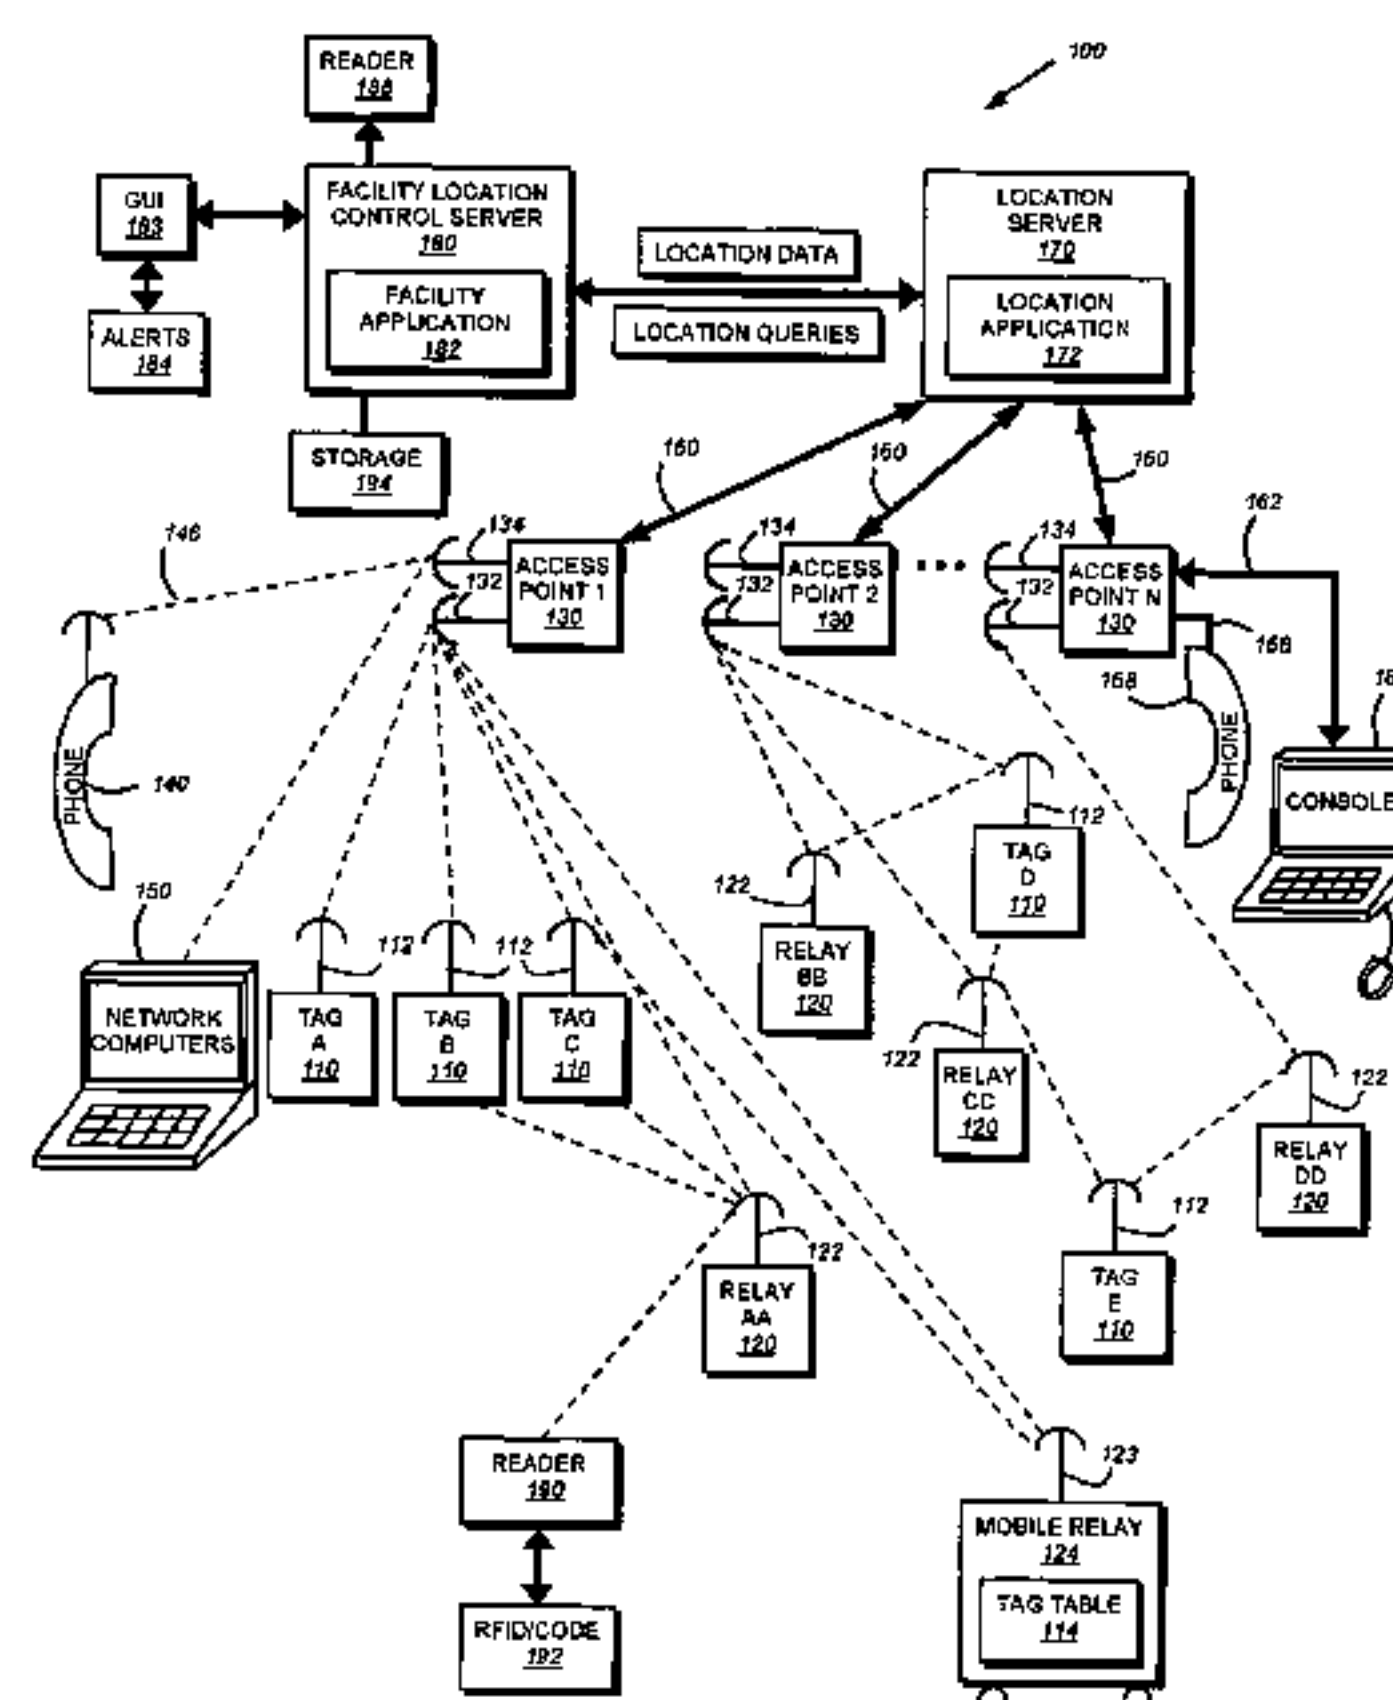 100
READER
188
FACILITY LOCATION
CONTROL SERVER
180
FACILITY
APPLICATION
182
GUI
183
ALERTS
184
STORAGE
194
LOCATION DATA
LOCATION QUERIES
LOCATION
SERVER
170
LOCATION
APPLICATION
172
160
160
160
162
146
134
132
ACCESS
POINT 1
130
134
132
ACCESS
POINT 2
130
134
132
ACCESS
POINT N
130
168
PHONE
140
PHONE
CONSOLE
150
NETWORK
COMPUTERS
112
112
TAG
A
110
TAG
B
110
TAG
C
110
112
TAG
D
110
122
RELAY
BB
120
122
RELAY
CC
120
122
RELAY
DD
120
122
RELAY
AA
120
112
TAG
E
110
READER
190
RFID/CODE
192
123
MOBILE RELAY
124
TAG TABLE
114